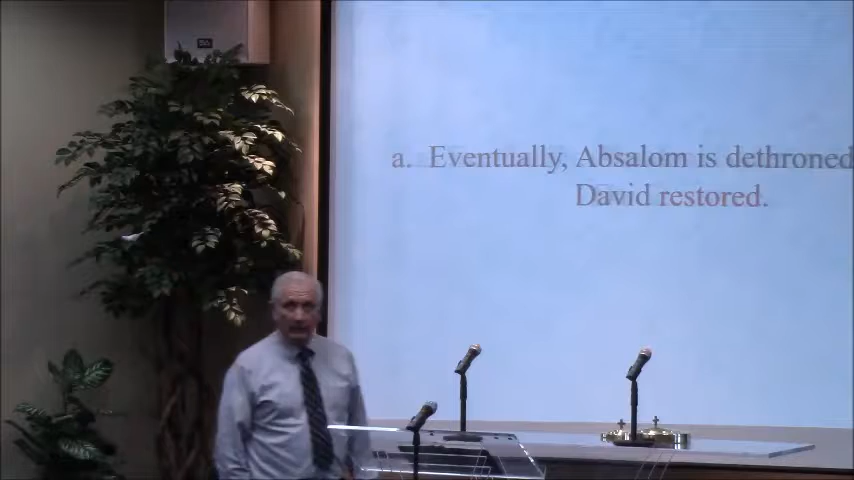 a. Eventually, Absalom is dethroned
David restored.